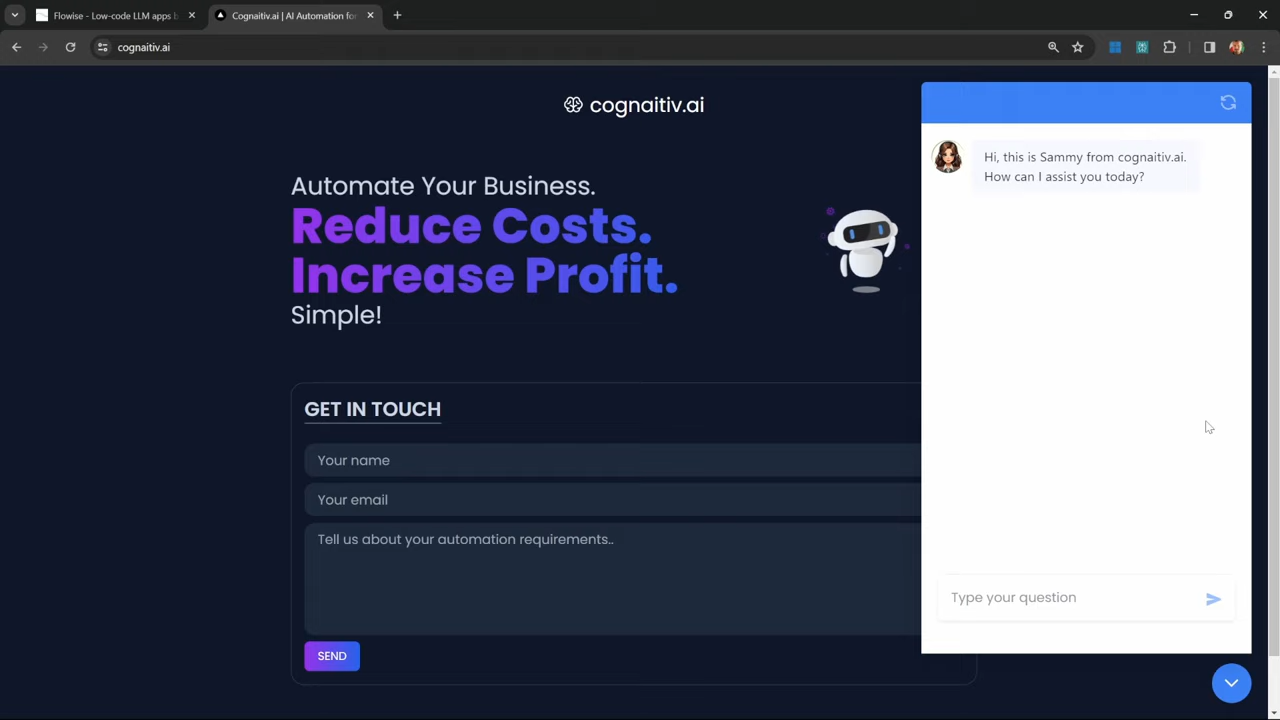 Flowise - Low-code LLM apps b
Cognaitiv.ai | AI Automation for
cognaitiv.ai
cognaitiv.ai
Automate Your Business.
Reduce Costs.
Increase Profit.
Simple!
GET IN TOUCH
Your name
Your email
Tell us about your automation requirements..
SEND
Hi, this is Sammy from cognaitiv.ai.
How can I assist you today?
Type your question